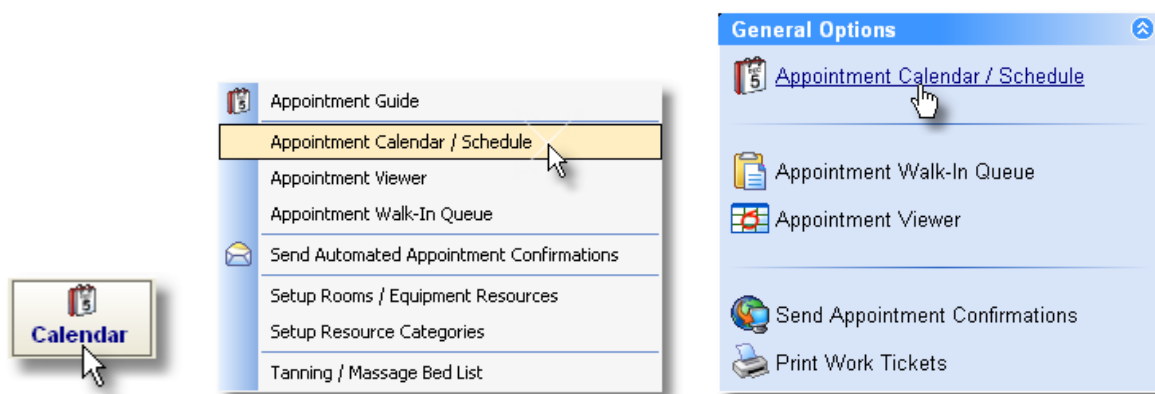 Calendar
Appointment Guide
Appointment Calendar / Schedule
Appointment Viewer
Appointment Walk-In Queue
Send Automated Appointment Confirmations
Setup Rooms / Equipment Resources
Setup Resource Categories
Tanning / Massage Bed List
General Options
Appointment Calendar / Schedule
Appointment Walk-In Queue
Appointment Viewer
Send Appointment Confirmations
Print Work Tickets